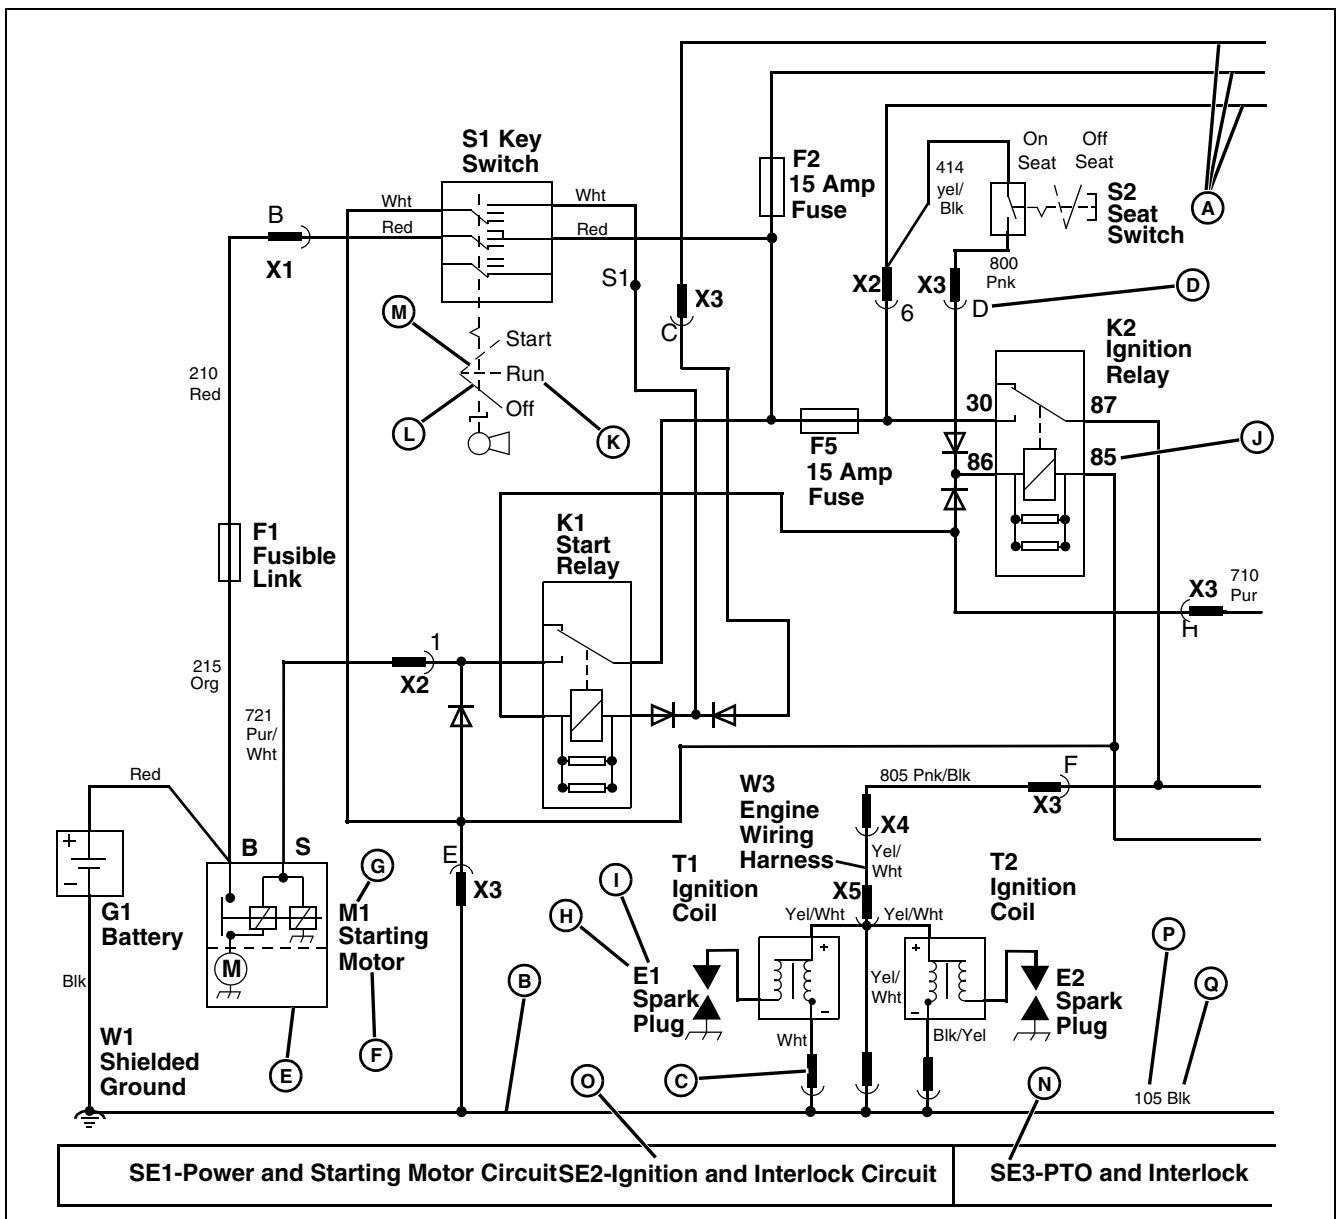 S1 Key
Switch
Wht
Red
Wht
Red
B
X1
S1
F2
15 Amp
Fuse
414
yel/
Blk
On
Seat
Off
Seat
S2
Seat
Switch
A
X3
C
X2
6
X3
D
800
Pnk
D
K2
Ignition
Relay
M
Start
Run
Off
L
K
210
Red
30
87
86
85
J
F5
15 Amp
Fuse
F1
Fusible
Link
K1
Start
Relay
X3
H
710
Pur
215
Org
1
X2
721
Pur/
Wht
Red
805 Pnk/Blk
F
X3
W3
Engine
Wiring
Harness
X4
Yel/
Wht
X5
+
-
G1
Battery
B
S
G
M1
Starting
Motor
M
E
X3
I
H
T1
Ignition
Coil
T2
Ignition
Coil
Yel/Wht
Yel/Wht
+
-
+
-
E1
Spark
Plug
Yel/
Wht
E2
Spark
Plug
Blk
B
P
Q
W1
Shielded
Ground
F
E
O
C
Wht
Blk/Yel
N
105 Blk
SE1-Power and Starting Motor Circuit
SE2-Ignition and Interlock Circuit
SE3-PTO and Interlock